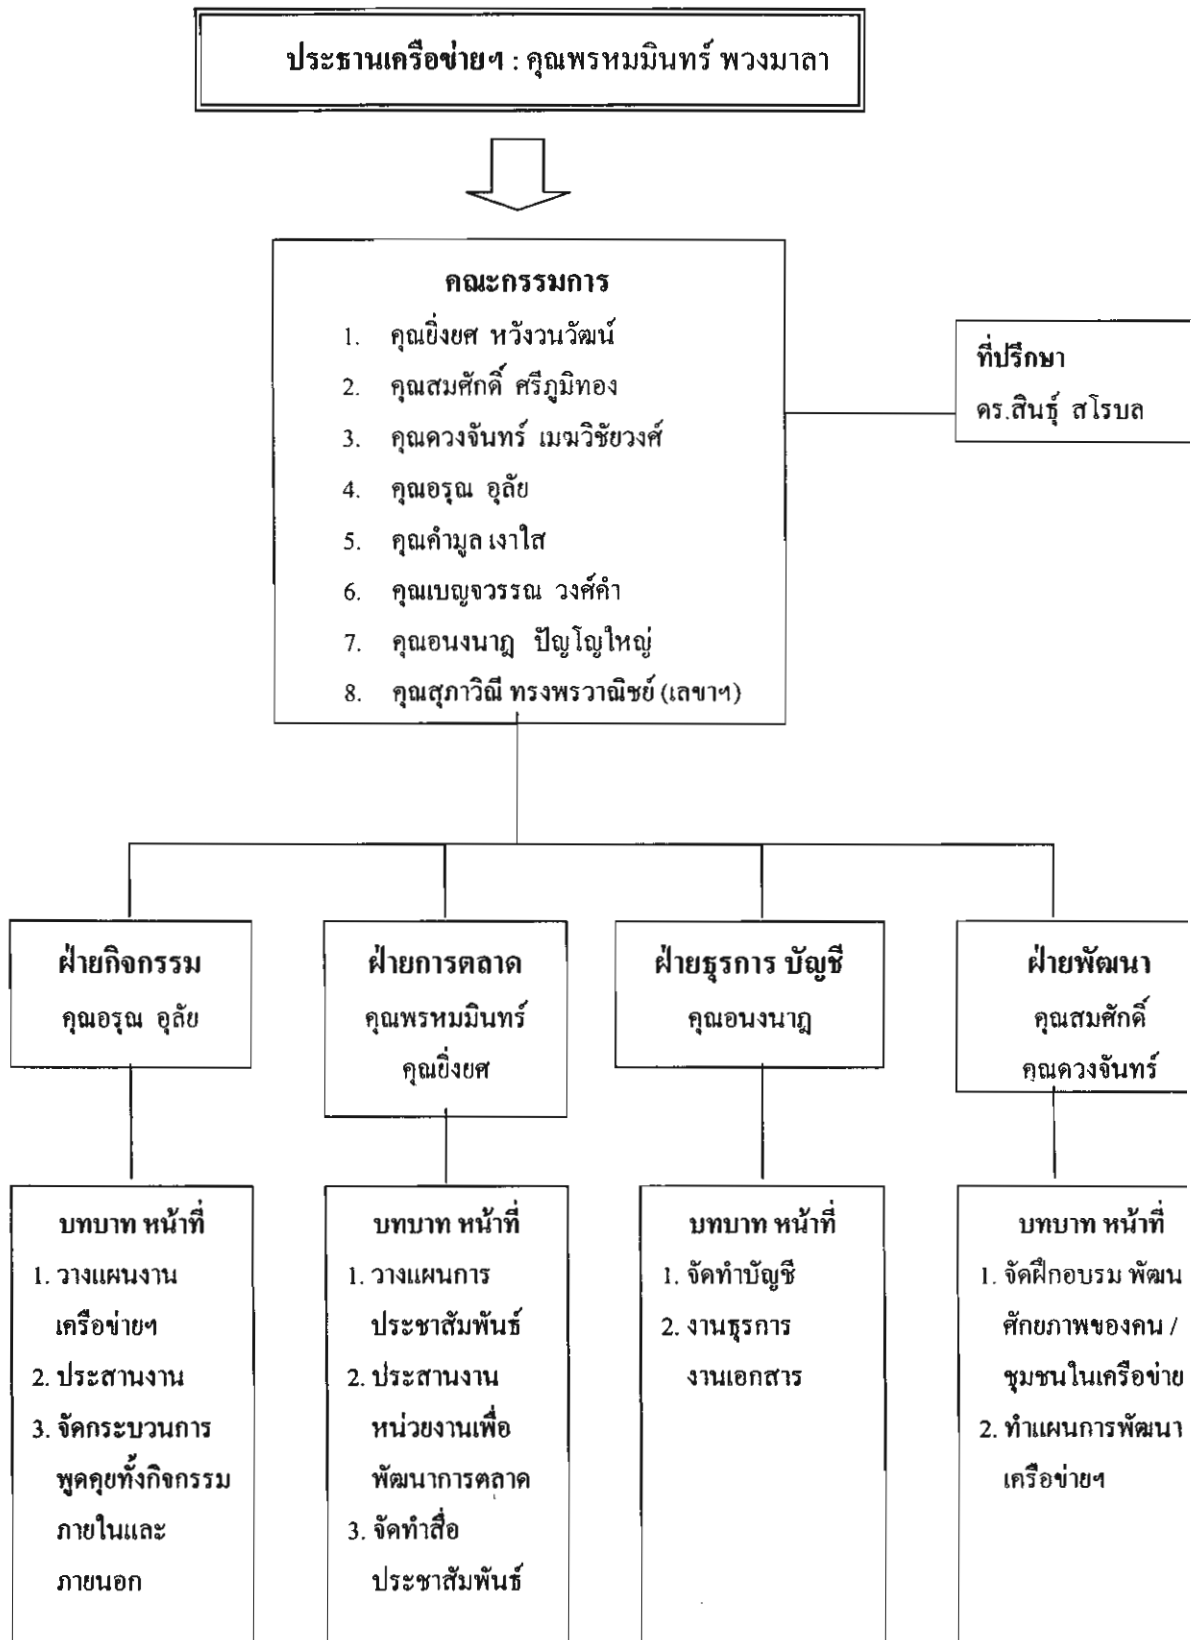 ประธานเครือข่ายฯ : คุณพรหมมินทร์ พวงมาลา
คณะกรรมการ
1. คุณยิ่งยศ หวังวนวัฒน์
2. คุณสมศักดิ์ ศรีภูมิทอง
3. คุณดวงจันทร์ เมฆวิชัยวงศ์
4. คุณอรุณ อุลัย
5. คุณคำมูล เงาใส
6. คุณเบญจวรรณ วงศ์คำ
7. คุณอนงนาฎ ปัญโญใหญ่
8. คุณสุภาวิณี ทรงพรวาณิชย์ (เลขาฯ)
ที่ปรึกษา
ดร.สินธุ์ สโรบล
ฝ่ายกิจกรรม
คุณอรุณ อุลัย
ฝ่ายการตลาด
คุณพรหมมินทร์
คุณยิ่งยศ
ฝ่ายธุรการ บัญชี
คุณอนงนาฎ
ฝ่ายพัฒนา
คุณสมศักดิ์
คุณดวงจันทร์
บทบาท หน้าที่
1. วางแผนงาน
เครือข่ายฯ
2. ประสานงาน
3. จัดกระบวนการ
พูดคุยทั้งกิจกรรม
ภายในและ
ภายนอก
บทบาท หน้าที่
1. วางแผนการ
ประชาสัมพันธ์
2. ประสานงาน
หน่วยงานเพื่อ
พัฒนาการตลาด
3. จัดทำสื่อ
ประชาสัมพันธ์
บทบาท หน้าที่
1. จัดทำบัญชี
2. งานธุรการ
งานเอกสาร
บทบาท หน้าที่
1. จัดฝึกอบรม พัฒน
ศักยภาพของคน /
ชุมชนในเครือข่าย
2. ทำแผนการพัฒนา
เครือข่ายฯ